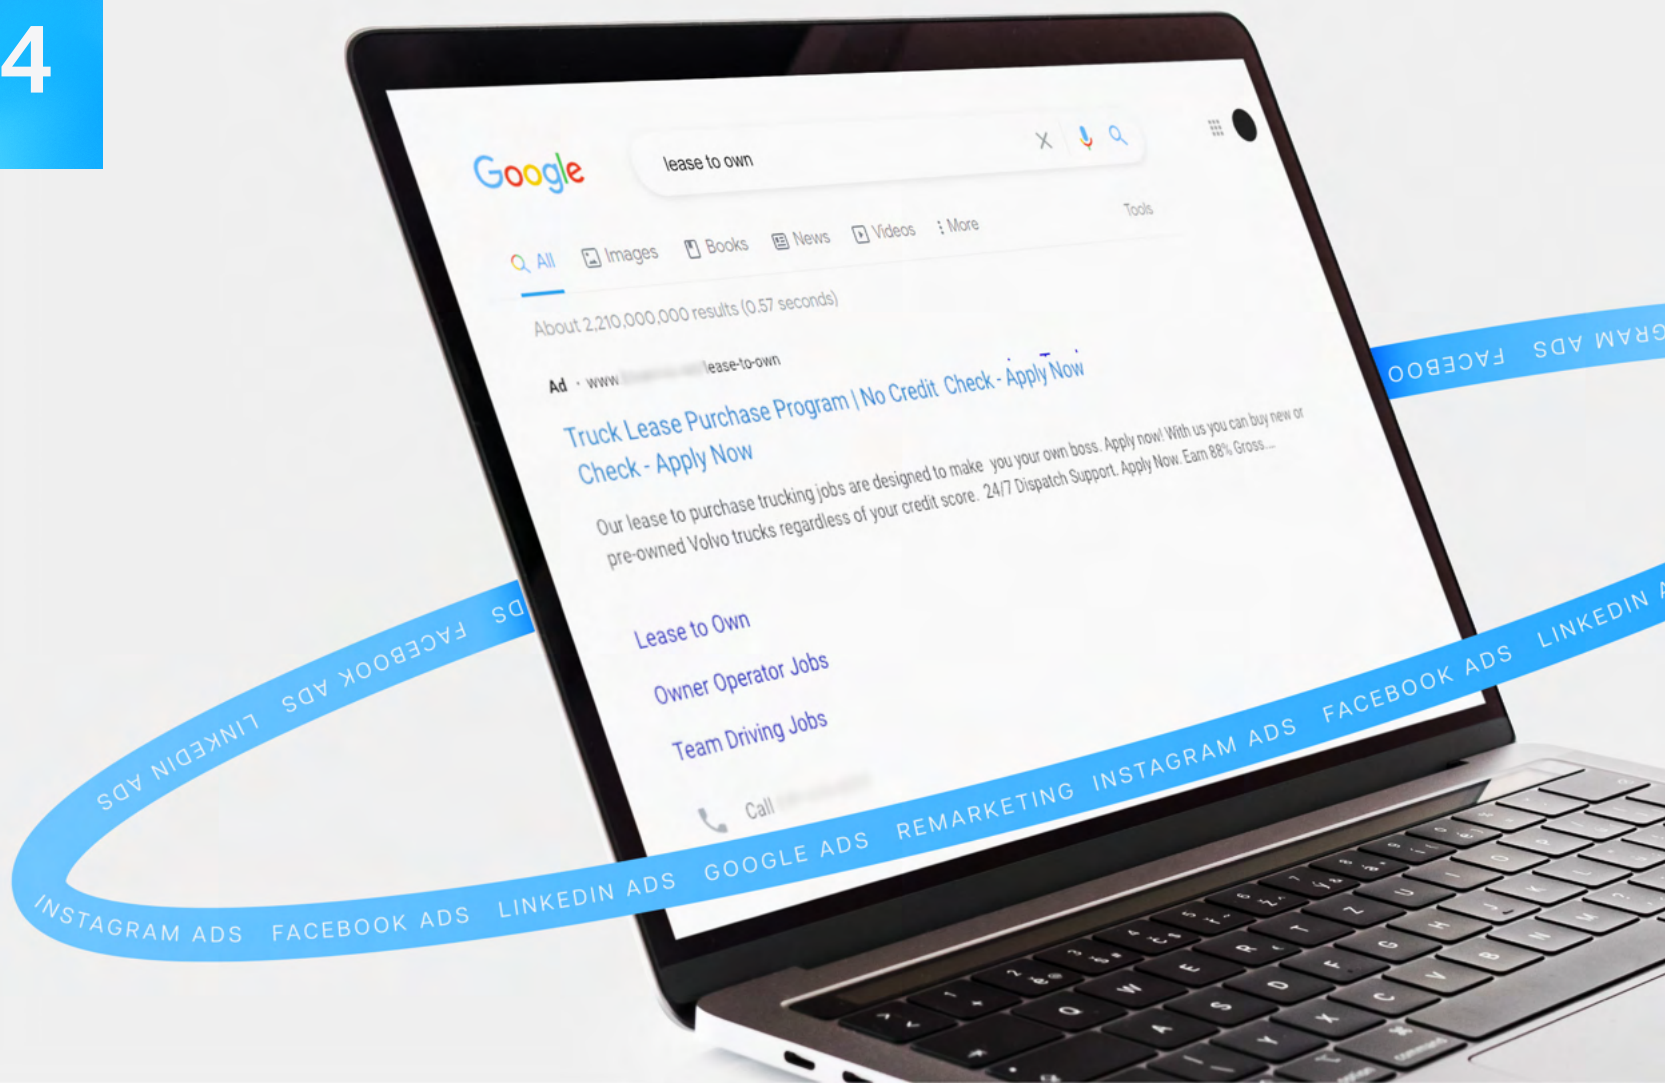 4
Google
lease to own
All Images Books News Videos More Tools
About 2,210,000,000 results (0.57 seconds)
Ad · www. lease-to-own
Truck Lease Purchase Program | No Credit Check - Apply Now
Check - Apply Now
Our lease to purchase trucking jobs are designed to make you your own boss. Apply now! With us you can buy new or
pre-owned Volvo trucks regardless of your credit score. 24/7 Dispatch Support. Apply Now. Earn 88% Gross....
Lease to Own
Owner Operator Jobs
Team Driving Jobs
Call
ADS FACEBOO
DS FACEBOOK ADS LINKEDIN ADS
INSTAGRAM ADS FACEBOOK ADS LINKEDIN ADS GOOGLE ADS REMARKETING INSTAGRAM ADS FACEBOOK ADS LINKEDIN A
Q W E R T Z U I O P
A S D F G H J K L
Y X C V B N M
command
option